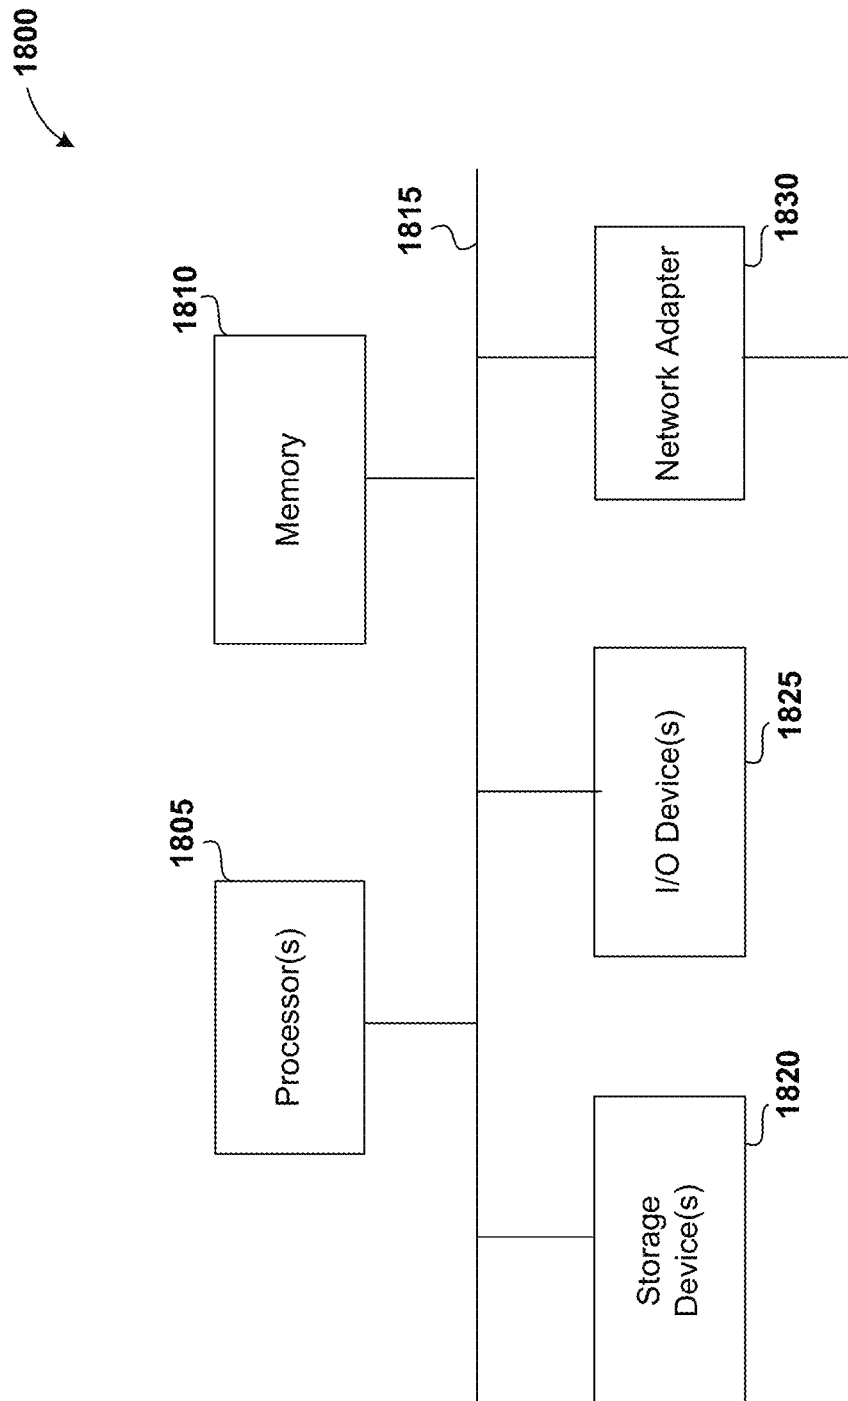 1800
1805
Processor(s)
1810
Memory
1815
Storage
Device(s)
1820
I/O Device(s)
1825
Network Adapter
1830